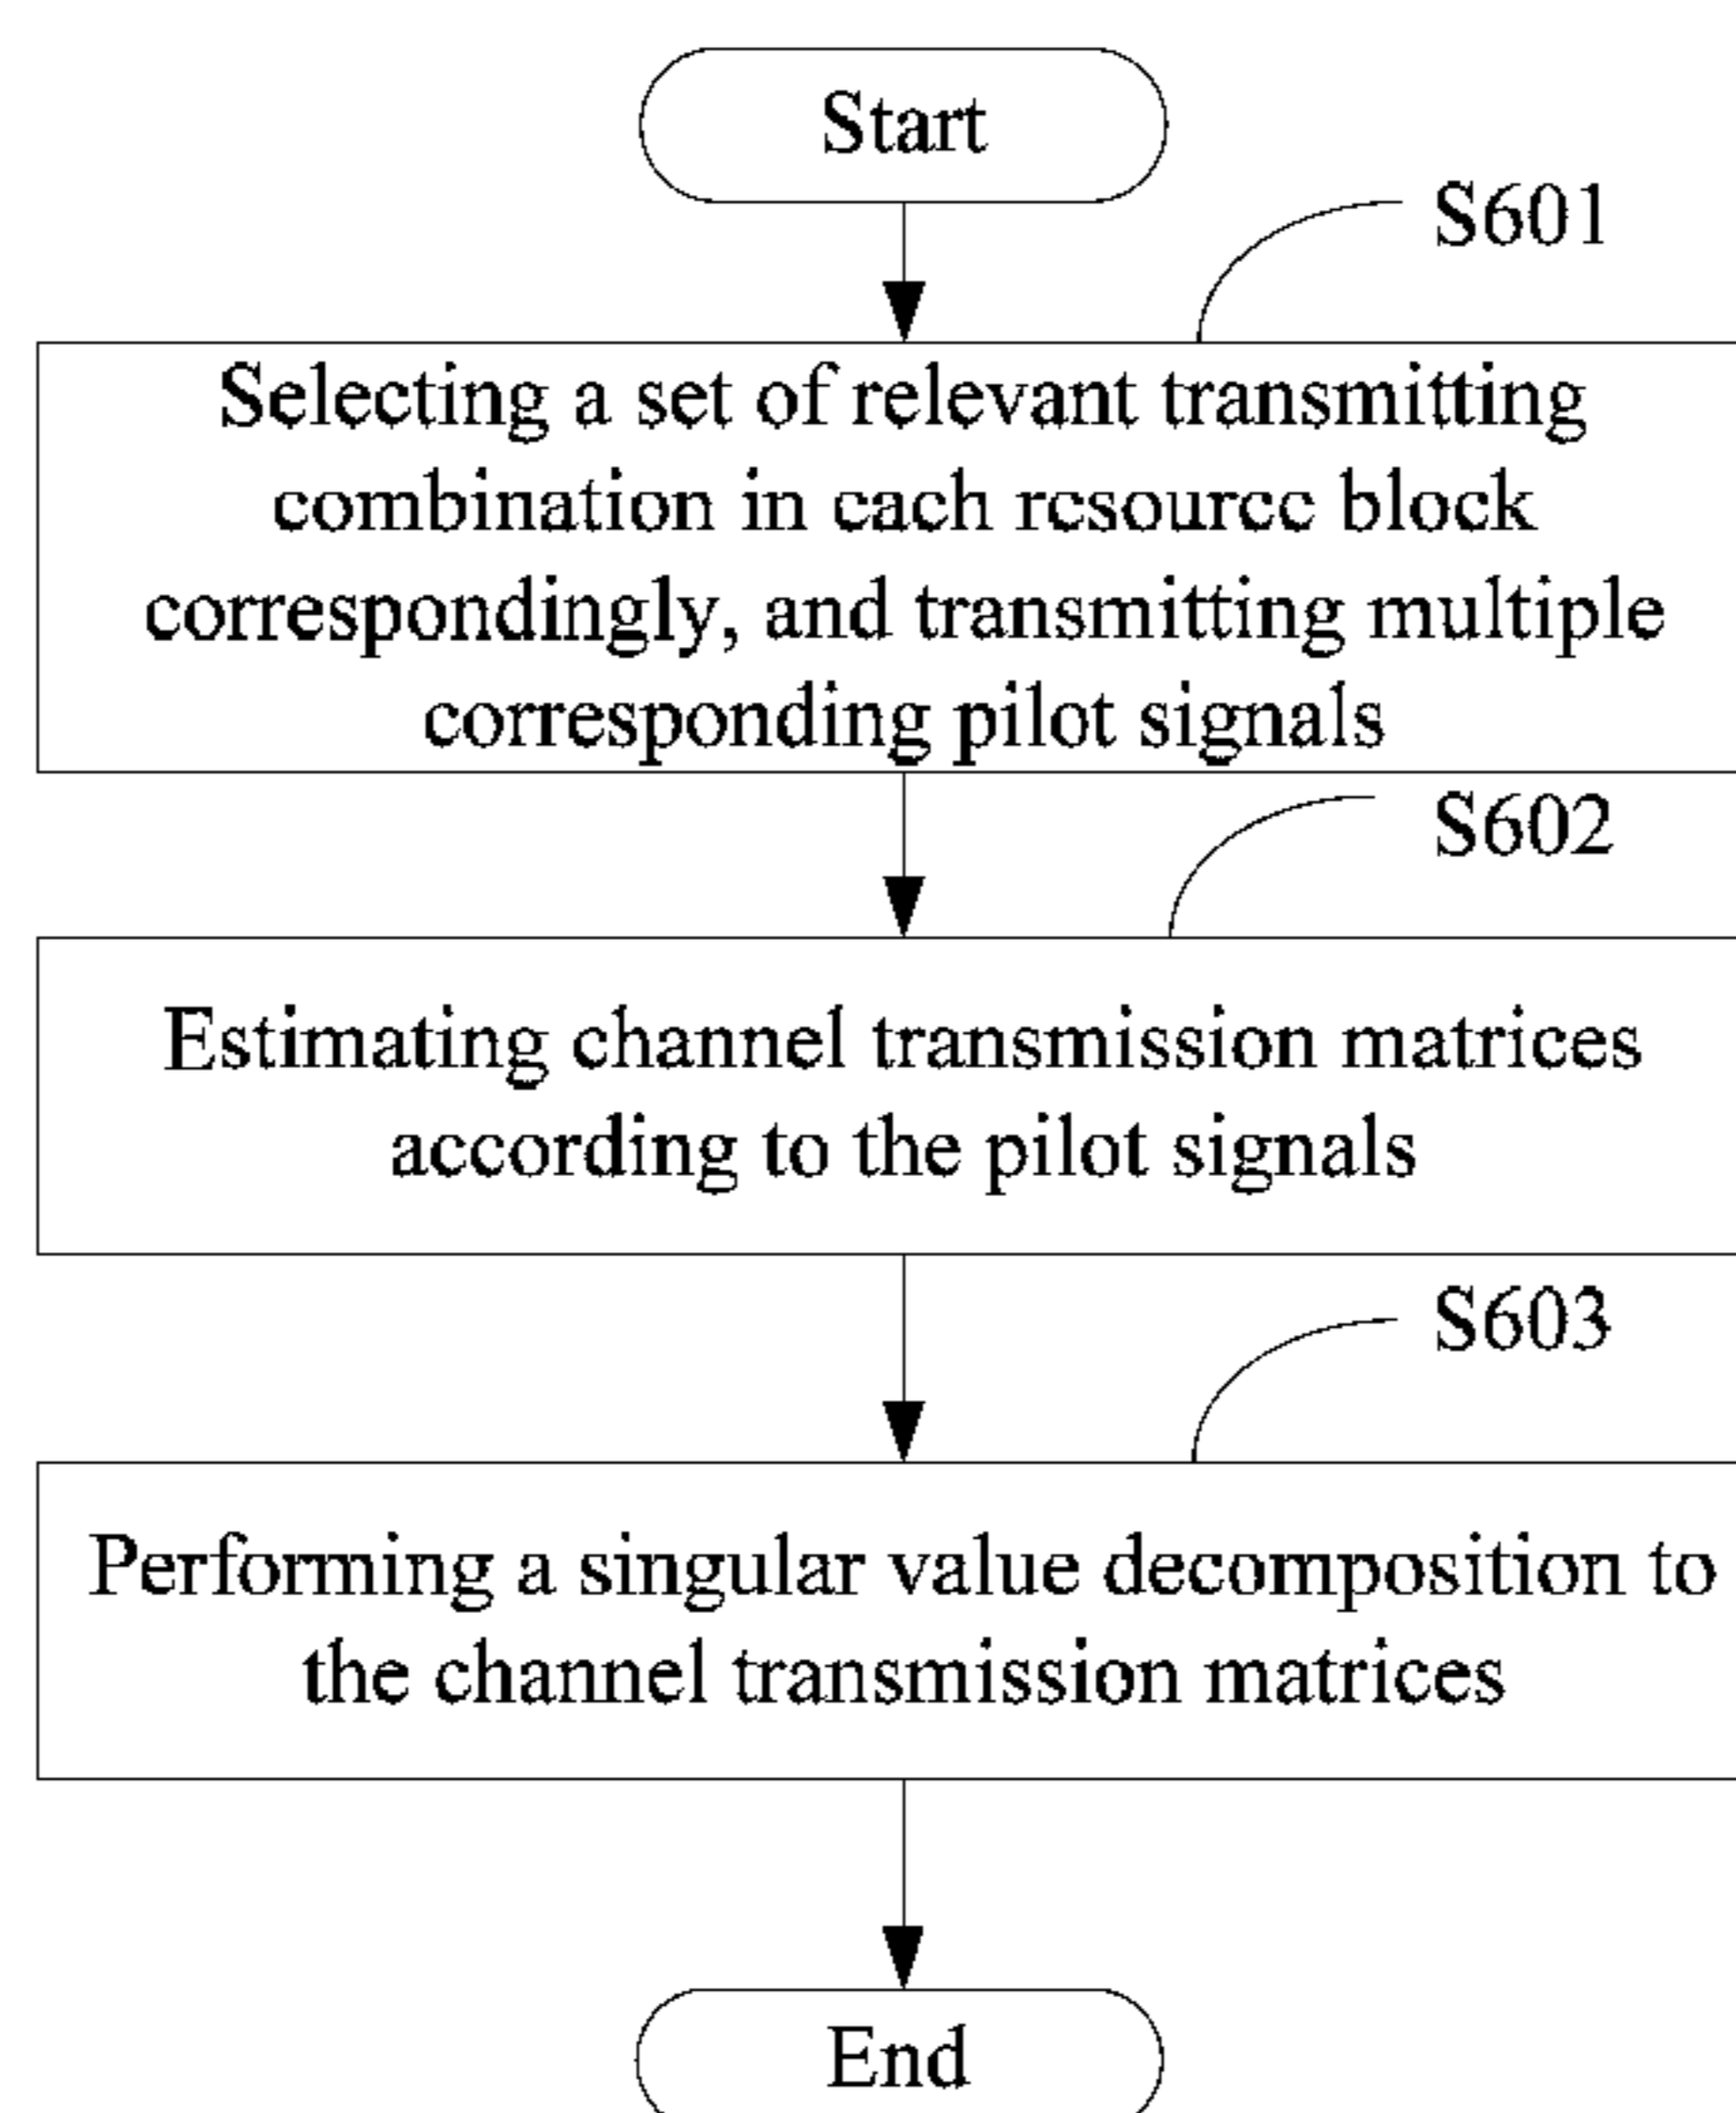 Start
S601
Selecting a set of relevant transmitting
combination in each resource block
correspondingly, and transmitting multiple
corresponding pilot signals
S602
Estimating channel transmission matrices
according to the pilot signals
S603
Performing a singular value decomposition to
the channel transmission matrices
End